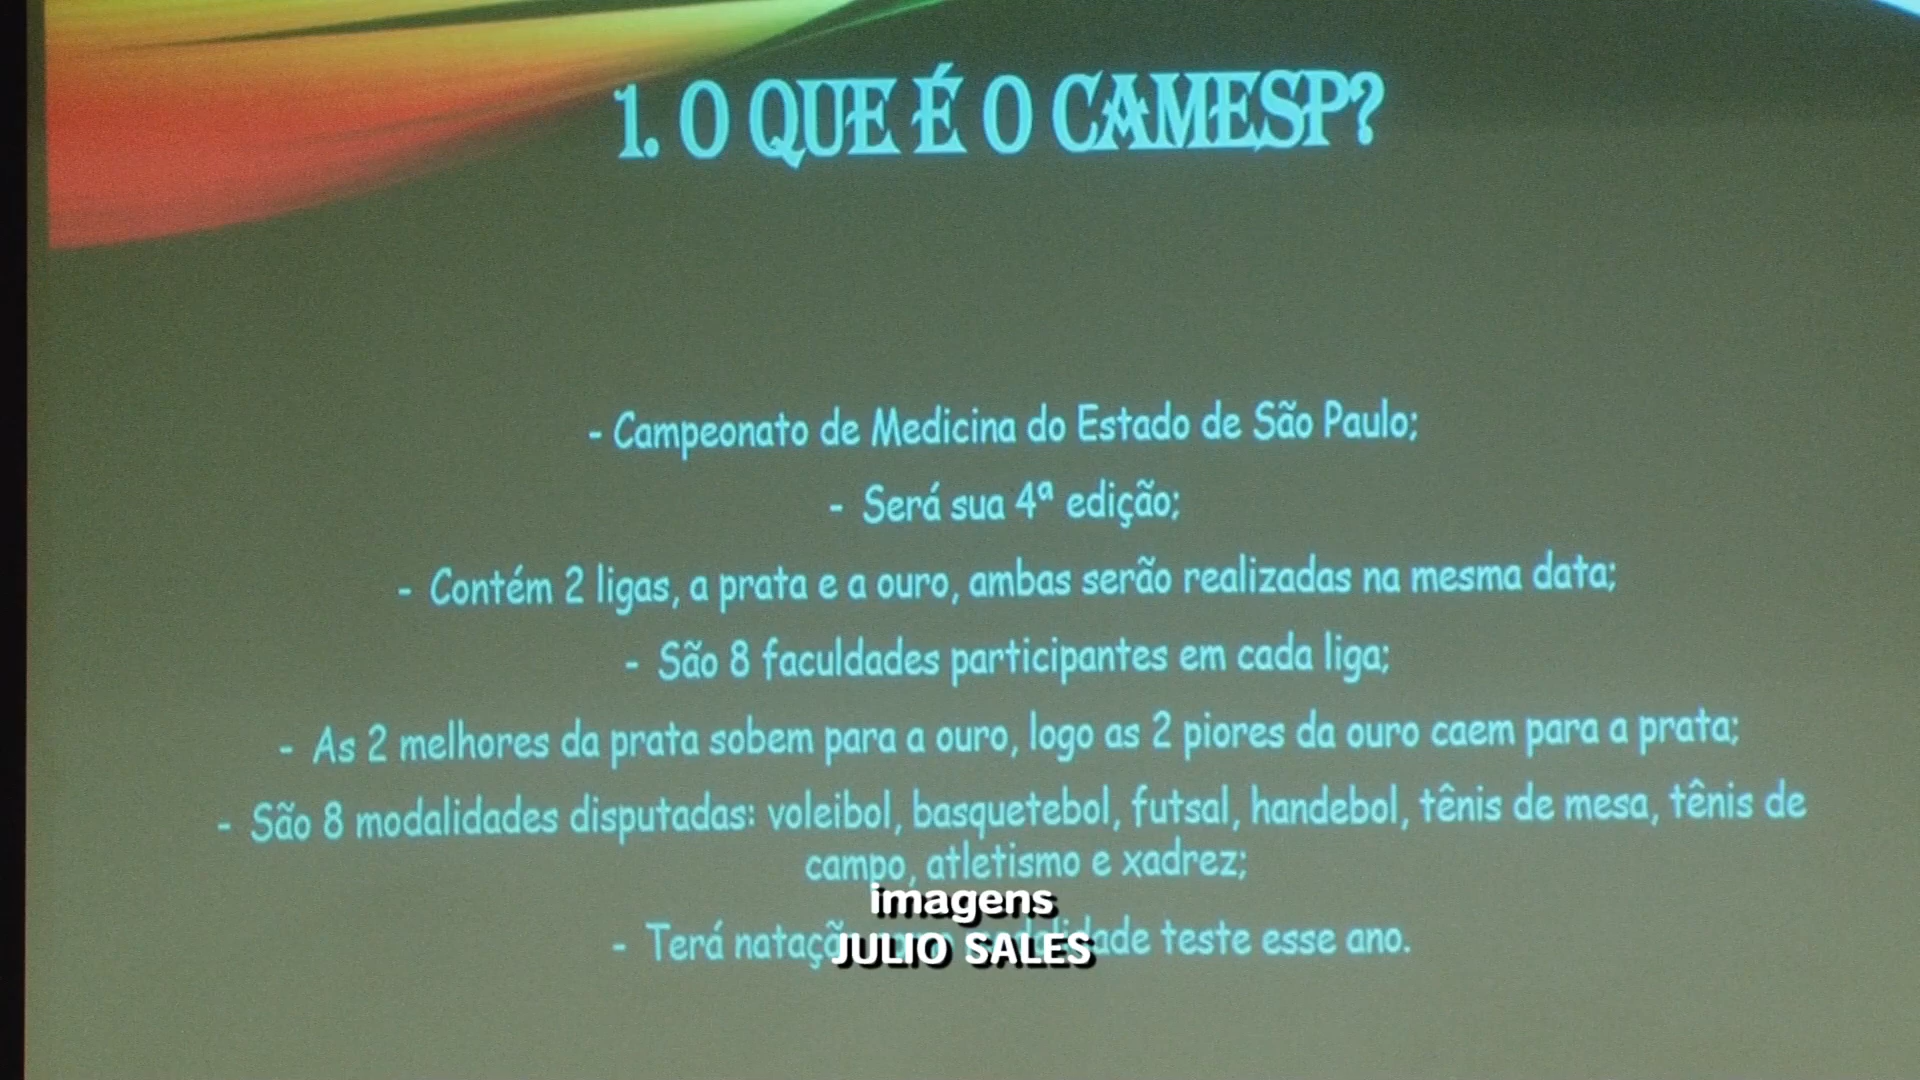 1. O QUE É O CAMESP?
- Campeonato de Medicina do Estado de São Paulo;
- Será sua 4ª edição;
- Contém 2 ligas, a prata e a ouro, ambas serão realizadas na mesma data;
- São 8 faculdades participantes em cada liga;
- As 2 melhores da prata sobem para a ouro, logo as 2 piores da ouro caem para a prata;
- São 8 modalidades disputadas: voleibol, basquetebol, futsal, handebol, tênis de mesa, tênis de
campo, atletismo e xadrez;
imagens
- Terá teste esse ano.
JULIO SALES